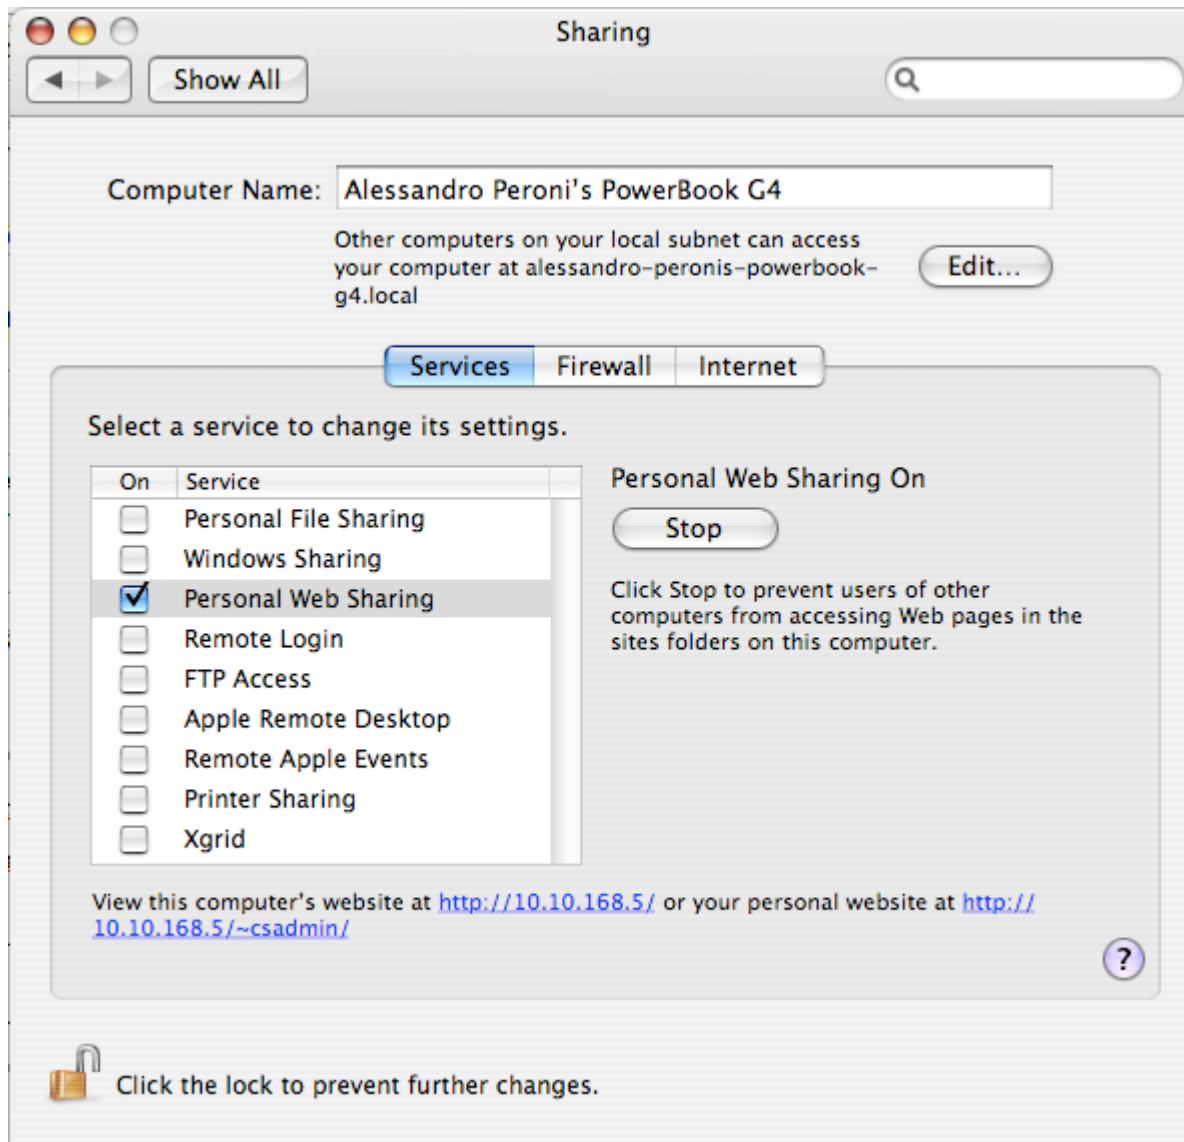 Sharing
Show All
Computer Name: Alessandro Peroni's PowerBook G4
Other computers on your local subnet can access
your computer at alessandro-peronis-powerbook-
g4.local
Edit...
Services Firewall Internet
Select a service to change its settings.
On Service
Personal File Sharing
Windows Sharing
Personal Web Sharing
Remote Login
FTP Access
Apple Remote Desktop
Remote Apple Events
Printer Sharing
Xgrid
Personal Web Sharing On
Stop
Click Stop to prevent users of other
computers from accessing Web pages in the
sites folders on this computer.
View this computer's website at http://10.10.168.5/ or your personal website at http://
10.10.168.5/~csadmin/
?
Click the lock to prevent further changes.